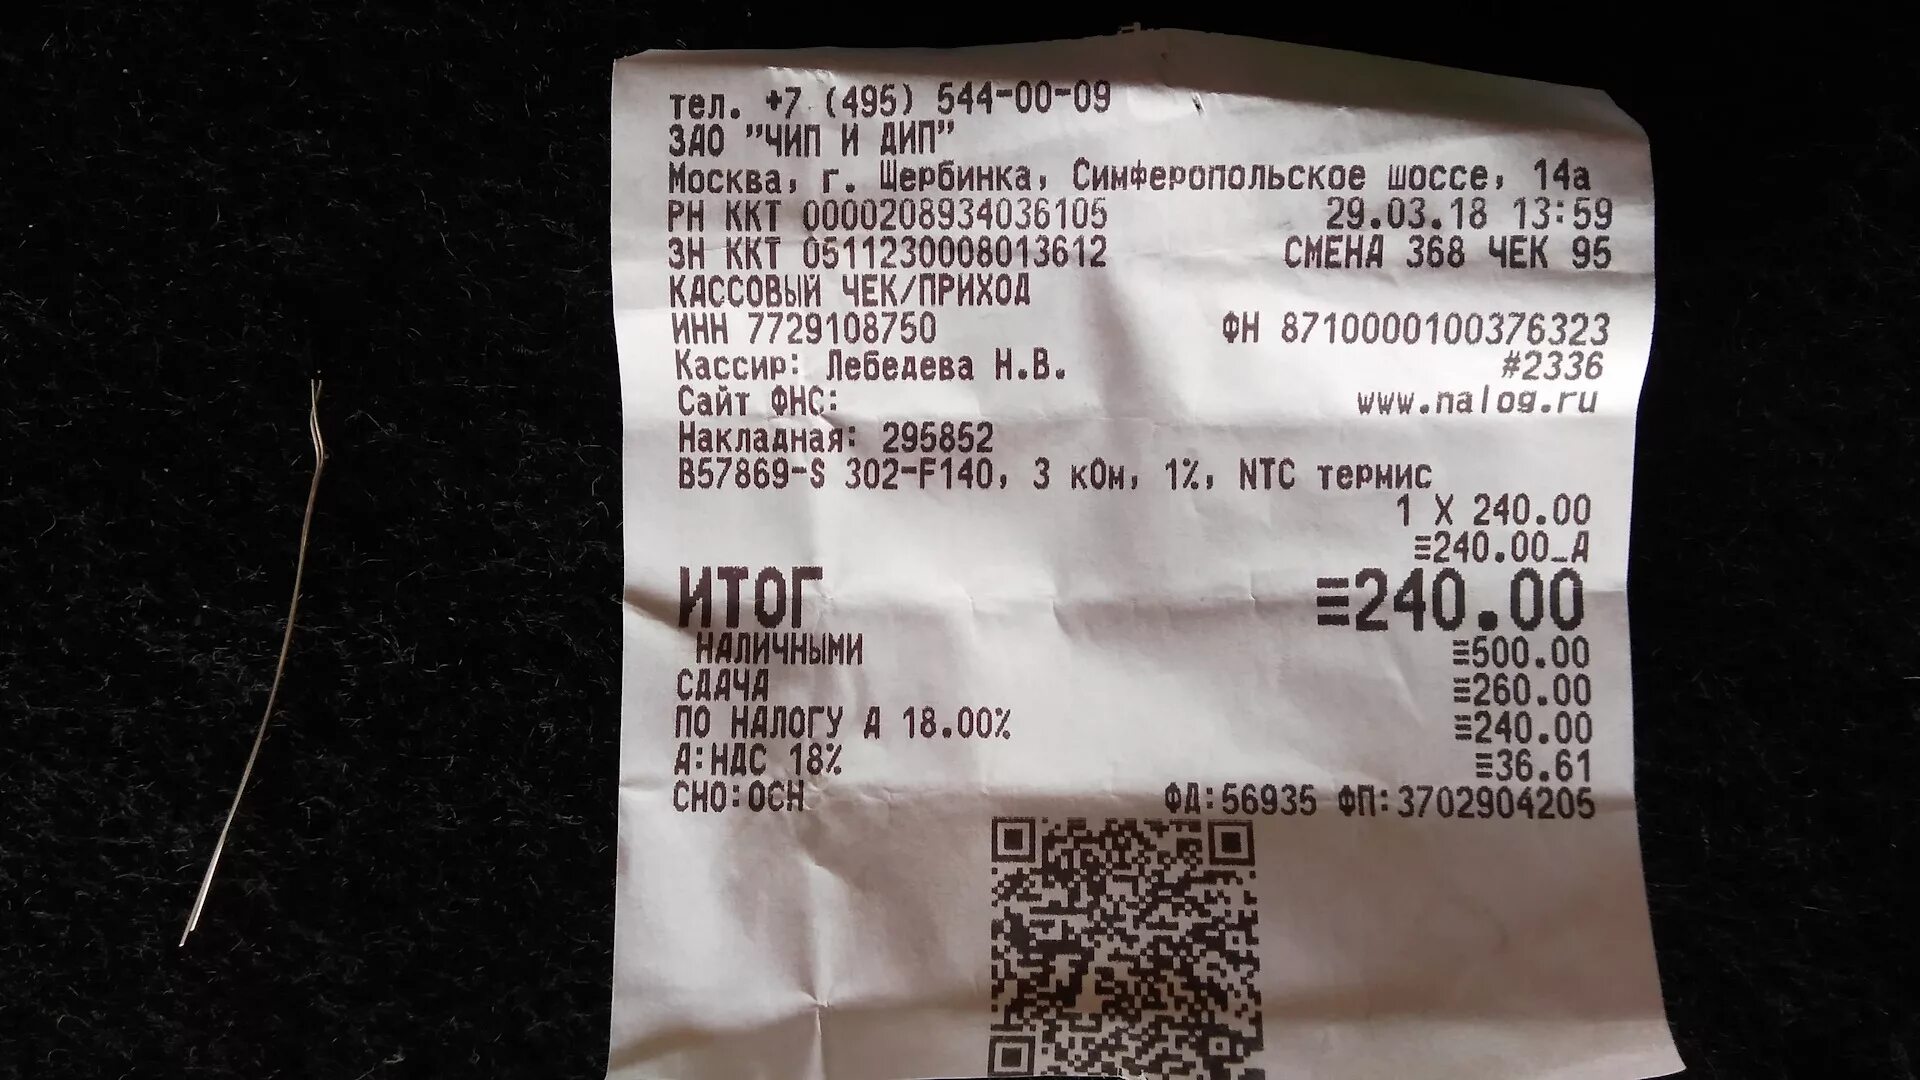 тел. +7 (495) 544-00-09
ЗАО "ЧИП И ДИП"
Москва, г. Щербинка, Симферопольское шоссе, 14а
РН ККТ 0000208934036105 29.03.18 13:59
ЗН ККТ 0511230008013612 СМЕНА 368 ЧЕК 95
КАССОВЫЙ ЧЕК/ПРИХОД
ИНН 7729108750 ФН 8710000100376323
Кассир: Лебедева Н.В. #2336
Сайт ФНС: www.nalog.ru
Накладная: 295852
B57869-S 302-F140, 3 кОм, 1%, NTC термис
1 X 240.00
≡240.00_А
ИТОГ ≡240.00
НАЛИЧНЫМИ ≡500.00
СДАЧА ≡260.00
ПО НАЛОГУ А 18.00% ≡240.00
А:НДС 18% ≡36.61
СНО:ОСН ФД:56935 ФП:3702904205